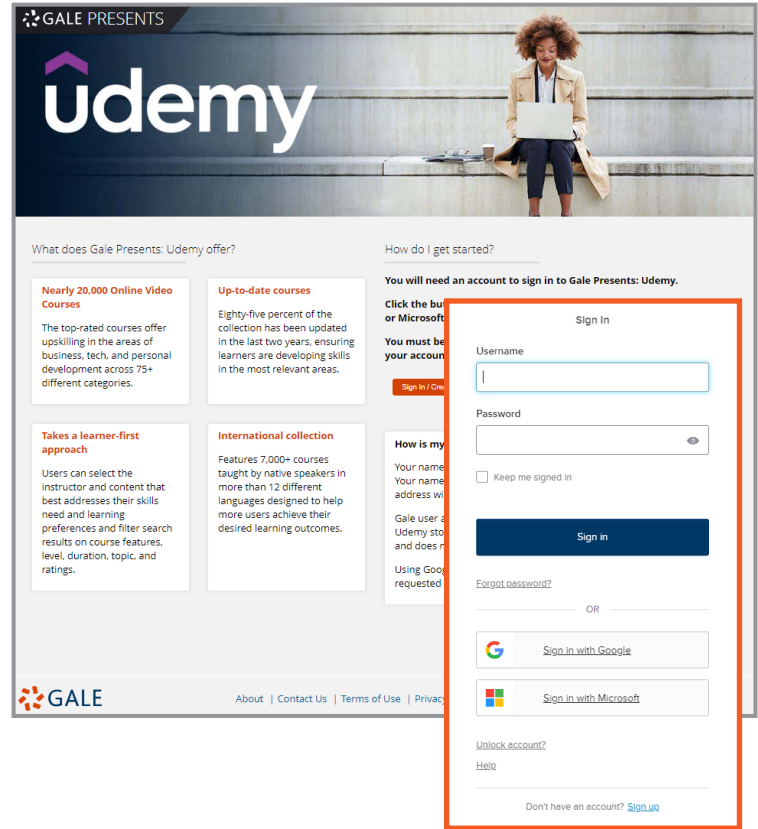 GALE PRESENTS
udemy
What does Gale Presents: Udemy offer?
Nearly 20,000 Online Video
Courses
The top-rated courses offer
upskilling in the areas of
business, tech, and personal
development across 75+
different categories.
Up-to-date courses
Eighty-five percent of the
collection has been updated
in the last two years, ensuring
learners are developing skills
in the most relevant areas.
Takes a learner-first
approach
Users can select the
instructor and content that
best addresses their skills
need and learning
preferences and filter search
results on course features,
level, duration, topic, and
ratings.
International collection
Features 7,000+ courses
taught by native speakers in
more than 12 different
languages designed to help
more users achieve their
desired learning outcomes.
How do I get started?
You will need an account to sign in to Gale Presents: Udemy.
Click the
or Microsoft
You must be
your
Sign In /
How is my
Your name
Your name
address
Gale user
Udemy
and does
Using
requested
Sign In
Username
Password
Keep me signed in
Sign in
Forgot password?
OR
Sign in with Google
Sign in with Microsoft
Unlock account?
Help
Don't have an account? Sign up
GALE
About | Contact Us | Terms of Use |